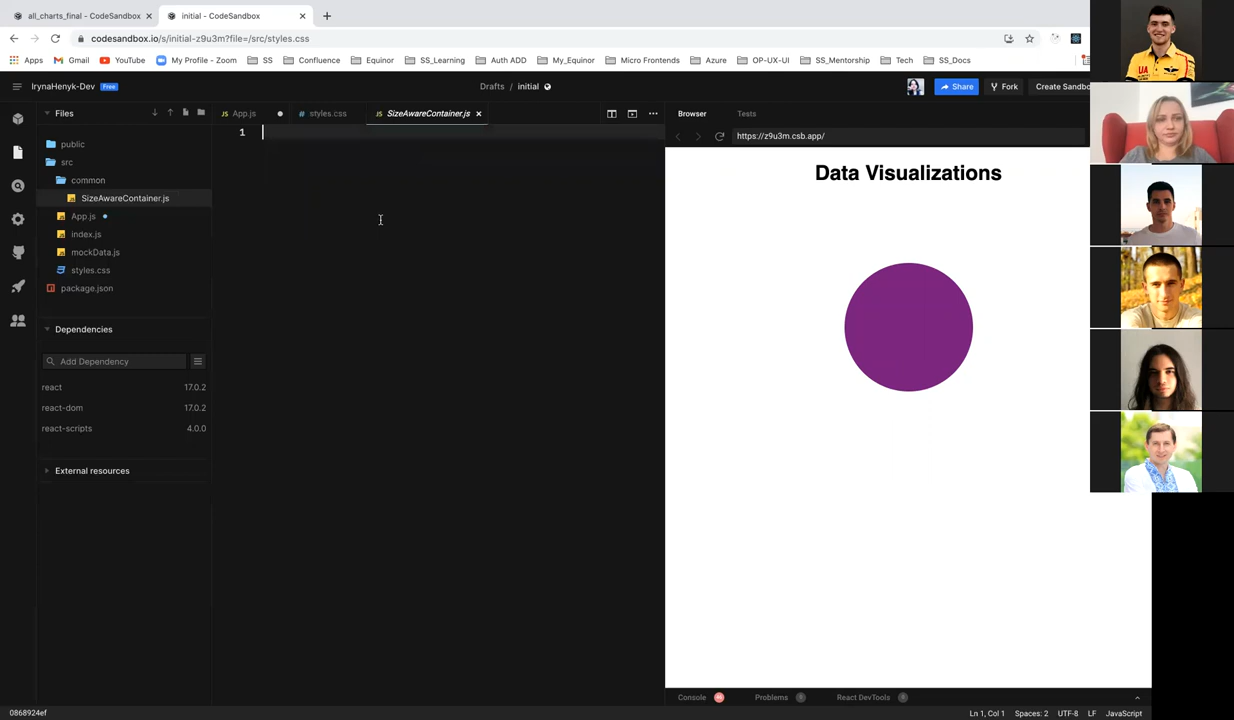 all_charts_final - CodeSandbox
initial - CodeSandbox
codesandbox.io/s/initial-z9u3m?file=/src/styles.css
Apps
Gmail
YouTube
My Profile - Zoom
SS
Confluence
Equinor
SS_Learning
Auth ADD
My_Equinor
Micro Frontends
Azure
OP-UX-UI
SS_Mentorship
Tech
SS_Docs
IrynaHenyk-Dev
Free
Drafts / initial
Share
Fork
Create Sandbo
Files
App.js
styles.css
SizeAwareContainer.js
Browser
Tests
1
https://z9u3m.csb.app/
public
src
common
SizeAwareContainer.js
App.js
index.js
mockData.js
styles.css
package.json
Data Visualizations
Dependencies
Add Dependency
react 17.0.2
react-dom 17.0.2
react-scripts 4.0.0
External resources
UA
Console
Problems 0
React DevTools 0
0868924ef
Ln 1, Col 1
Spaces: 2
UTF-8
LF
JavaScript